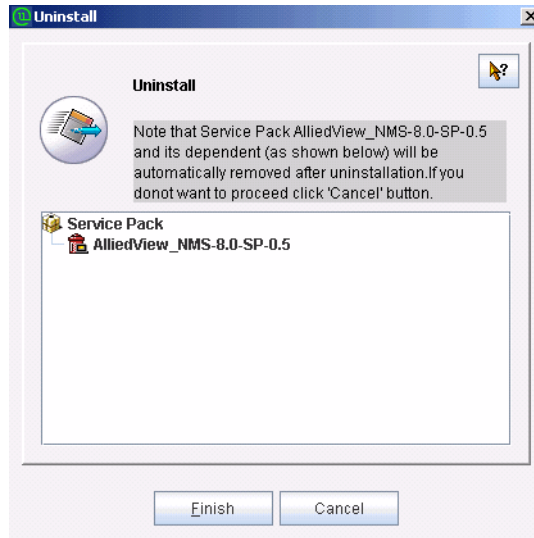 Uninstall
Uninstall
Note that Service Pack AlliedView_NMS-8.0-SP-0.5
and its dependent (as shown below) will be
automatically removed after uninstallation.If you
donot want to proceed click 'Cancel' button.
Service Pack
AlliedView_NMS-8.0-SP-0.5
Finish
Cancel